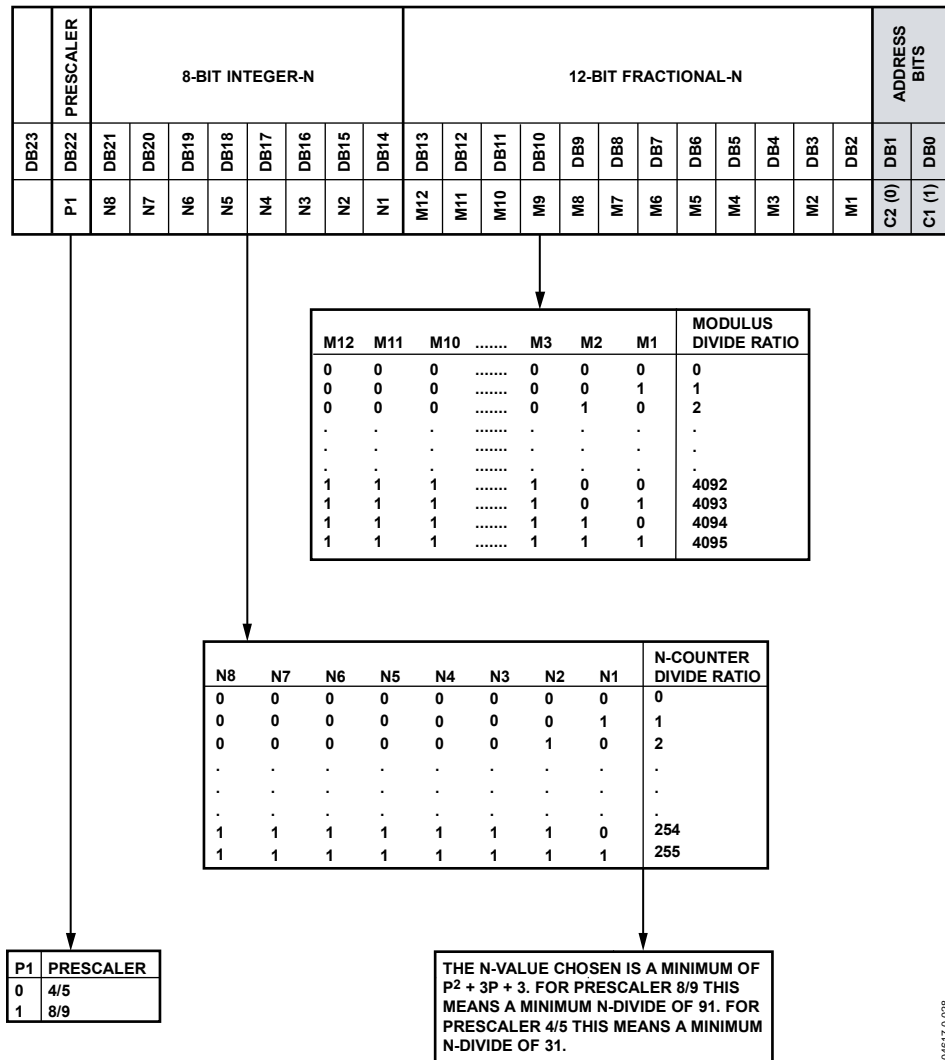 PRESCALER
8-BIT INTEGER-N
12-BIT FRACTIONAL-N
ADDRESS
BITS
DB23 DB22 DB21 DB20 DB19 DB18 DB17 DB16 DB15 DB14 DB13 DB12 DB11 DB10 DB9 DB8 DB7 DB6 DB5 DB4 DB3 DB2 DB1 DB0
P1 N8 N7 N6 N5 N4 N3 N2 N1 M12 M11 M10 M9 M8 M7 M6 M5 M4 M3 M2 M1 C2 (0) C1 (1)
MODULUS
M12 M11 M10 ....... M3 M2 M1 DIVIDE RATIO
0 0 0 ....... 0 0 0 0
0 0 0 ....... 0 0 1 1
0 0 0 ....... 0 1 0 2
. . . ....... . . . .
. . . ....... . . . .
. . . ....... . . . .
1 1 1 ....... 1 0 0 4092
1 1 1 ....... 1 0 1 4093
1 1 1 ....... 1 1 0 4094
1 1 1 ....... 1 1 1 4095
N-COUNTER
N8 N7 N6 N5 N4 N3 N2 N1 DIVIDE RATIO
0 0 0 0 0 0 0 0 0
0 0 0 0 0 0 0 1 1
0 0 0 0 0 0 1 0 2
. . . . . . . . .
. . . . . . . . .
. . . . . . . . .
1 1 1 1 1 1 1 0 254
1 1 1 1 1 1 1 1 255
P1 PRESCALER
0 4/5
1 8/9
THE N-VALUE CHOSEN IS A MINIMUM OF
P² + 3P + 3. FOR PRESCALER 8/9 THIS
MEANS A MINIMUM N-DIVIDE OF 91. FOR
PRESCALER 4/5 THIS MEANS A MINIMUM
N-DIVIDE OF 31.
04617-0-028